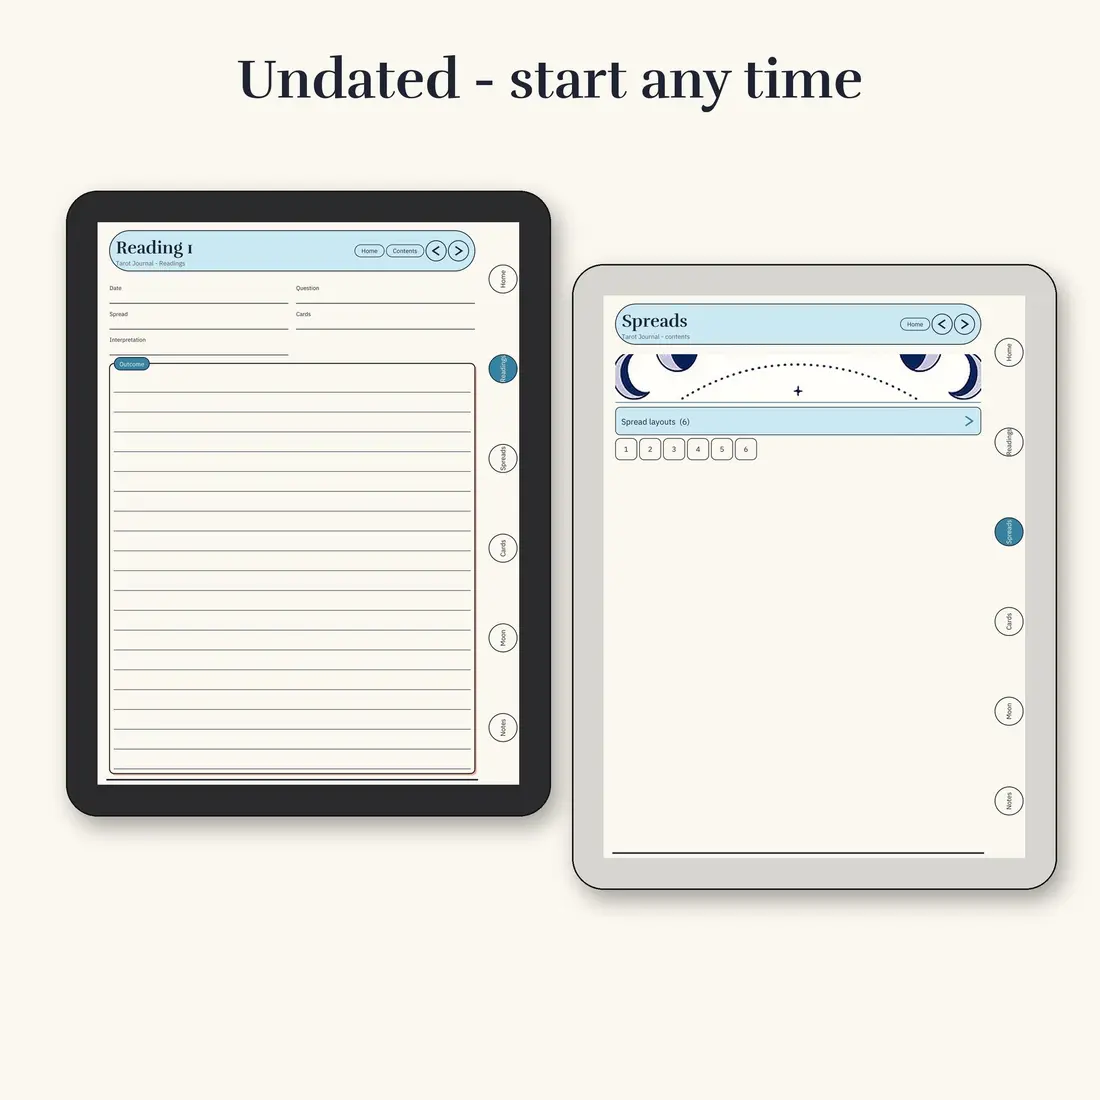 Undated - start any time
Reading 1
Tarot Journal - Readings
Home
Contents
Date
Question
Spread
Cards
Interpretation
Outcome
Home
Readings
Spreads
Cards
Moon
Notes
Spreads
Tarot Journal - contents
Home
Spread layouts (6)
1 2 3 4 5 6
Home
Readings
Spreads
Cards
Moon
Notes